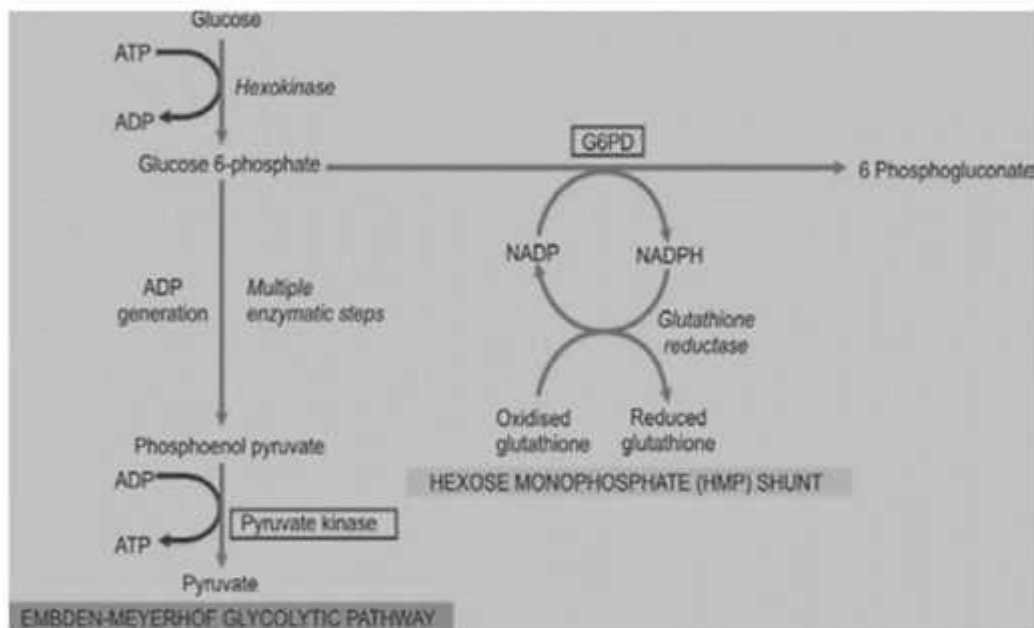 Glucose
ATP
Hexokinase
ADP
G6PD
Glucose 6-phosphate
6 Phosphogluconate
NADP
NADPH
ADP
generation
Multiple
enzymatic steps
Glutathione
reductase
Oxidised
glutathione
Reduced
glutathione
Phosphoenol pyruvate
HEXOSE MONOPHOSPHATE (HMP) SHUNT
ADP
Pyruvate kinase
ATP
Pyruvate
EMBDEN-MEYERHOF GLYCOLYTIC PATHWAY